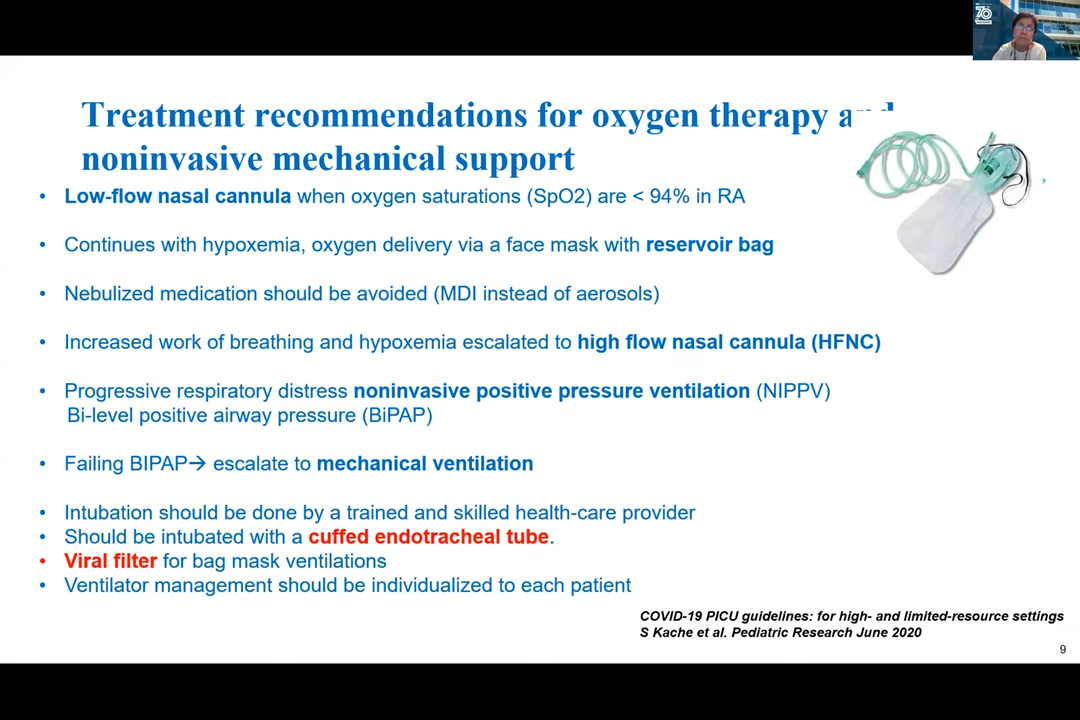 70
Treatment recommendations for oxygen therapy and
noninvasive mechanical support
• Low-flow nasal cannula when oxygen saturations (SpO2) are < 94% in RA
• Continues with hypoxemia, oxygen delivery via a face mask with reservoir bag
• Nebulized medication should be avoided (MDI instead of aerosols)
• Increased work of breathing and hypoxemia escalated to high flow nasal cannula (HFNC)
• Progressive respiratory distress noninvasive positive pressure ventilation (NIPPV)
Bi-level positive airway pressure (BiPAP)
• Failing BIPAP→ escalate to mechanical ventilation
• Intubation should be done by a trained and skilled health-care provider
• Should be intubated with a cuffed endotracheal tube.
• Viral filter for bag mask ventilations
• Ventilator management should be individualized to each patient
COVID-19 PICU guidelines: for high- and limited-resource settings
S Kache et al. Pediatric Research June 2020
9